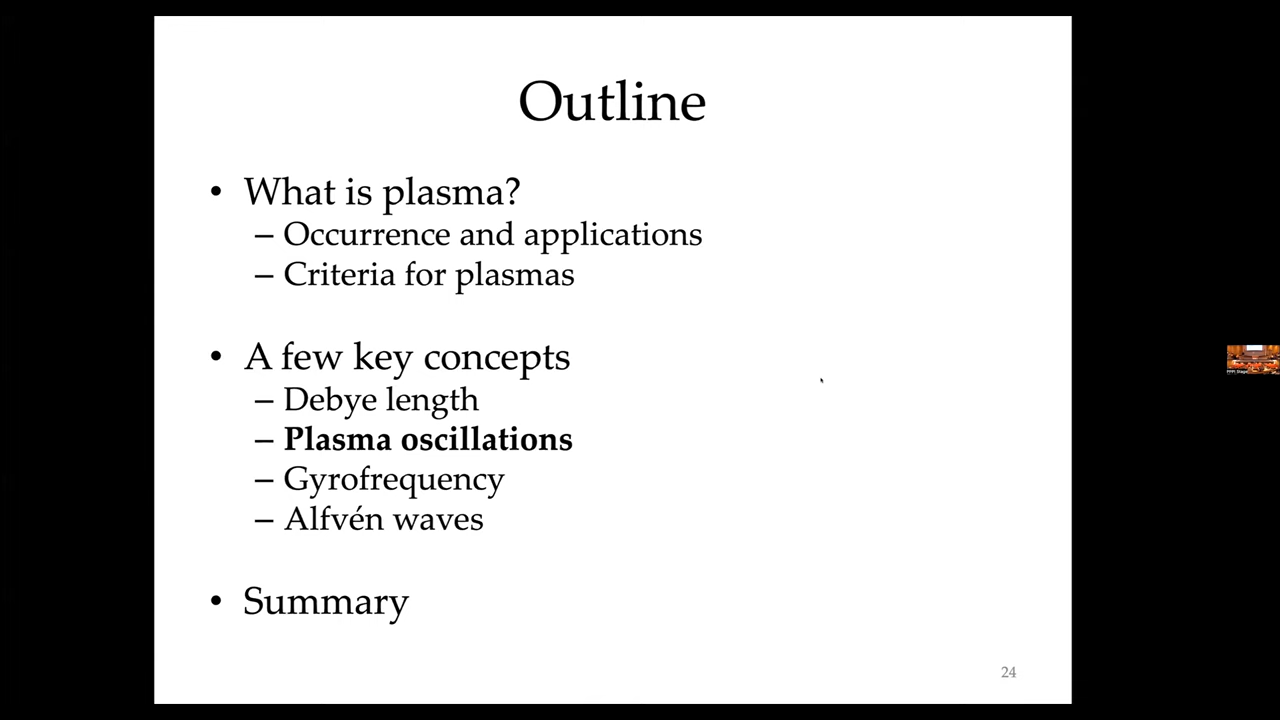 Outline
• What is plasma?
– Occurrence and applications
– Criteria for plasmas
• A few key concepts
– Debye length
– Plasma oscillations
– Gyrofrequency
– Alfvén waves
• Summary
24